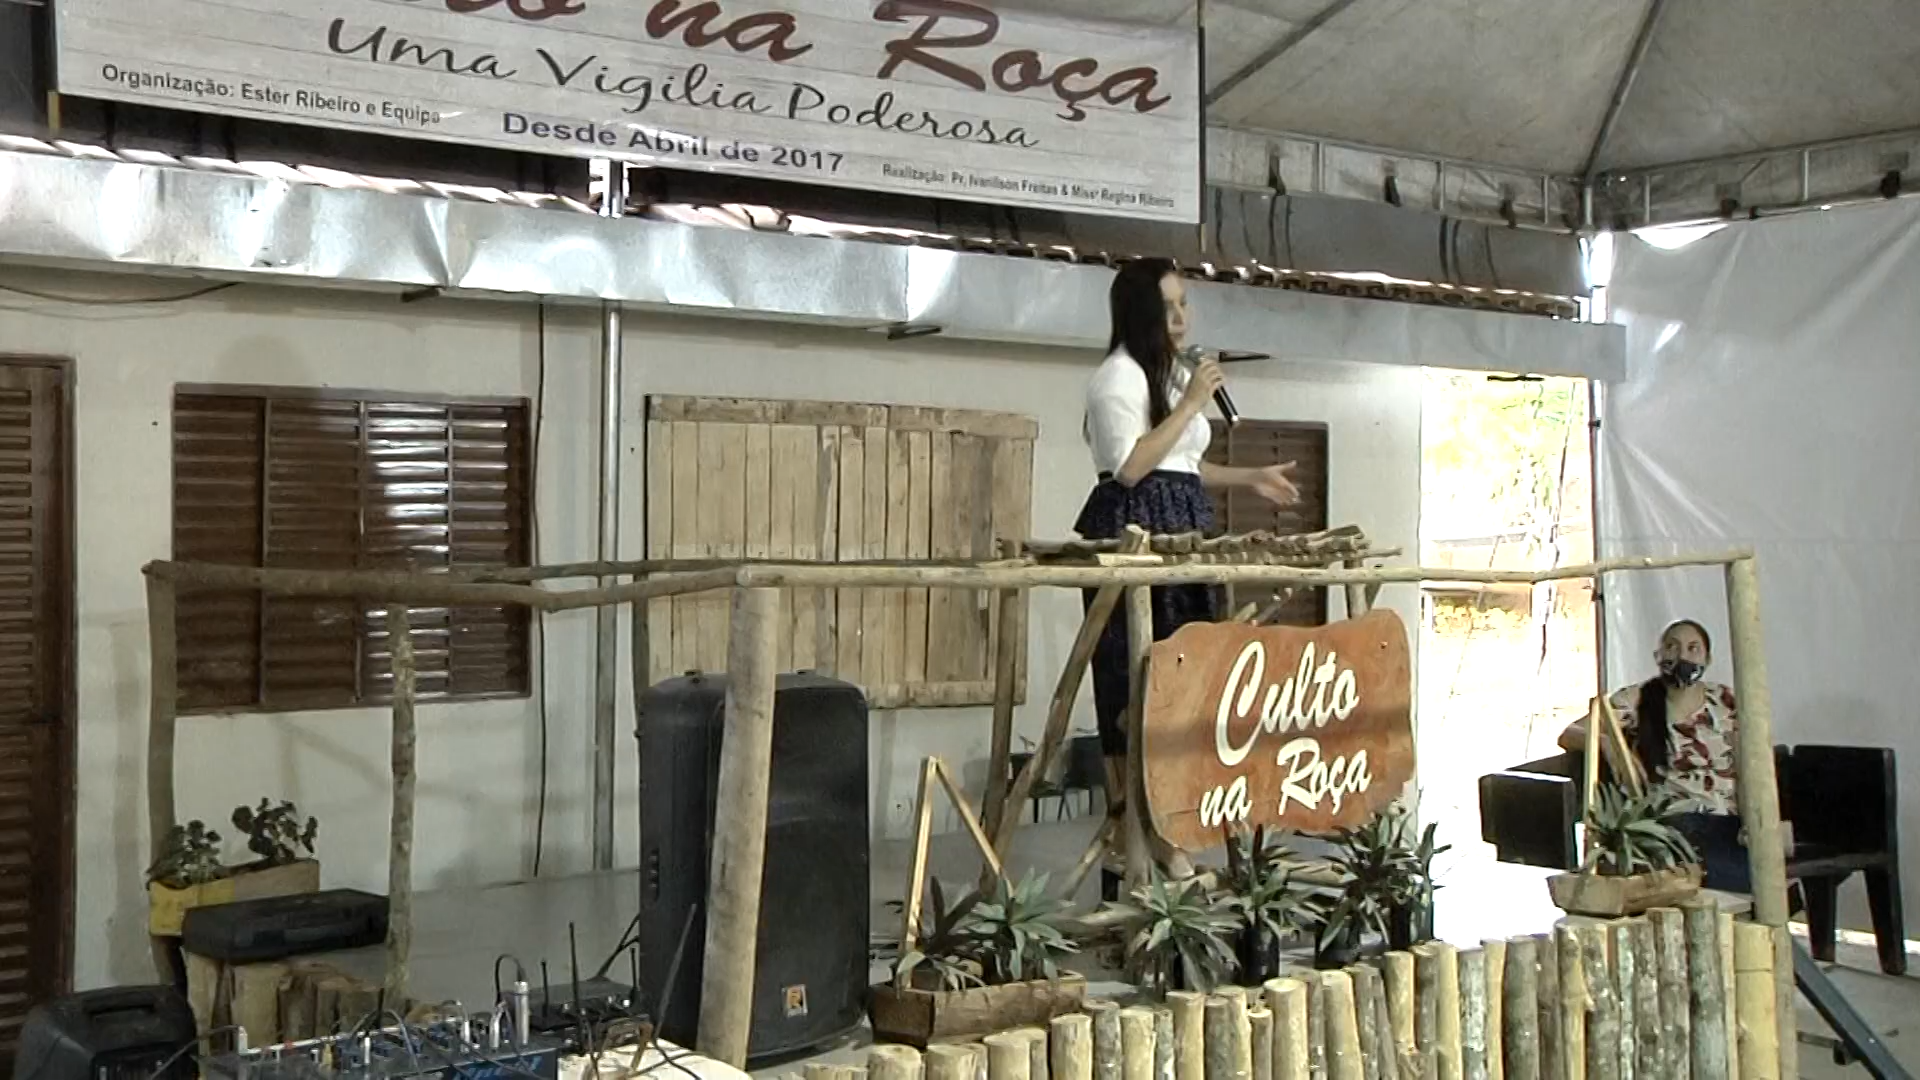 na Roça
Uma Vigilia Poderosa
Organização: Ester Ribeiro e Equipe
Desde Abril de 2017
Realização: Pr. Ivanilson Freitas & Missª Regina Ribeiro
Culto
na Roça